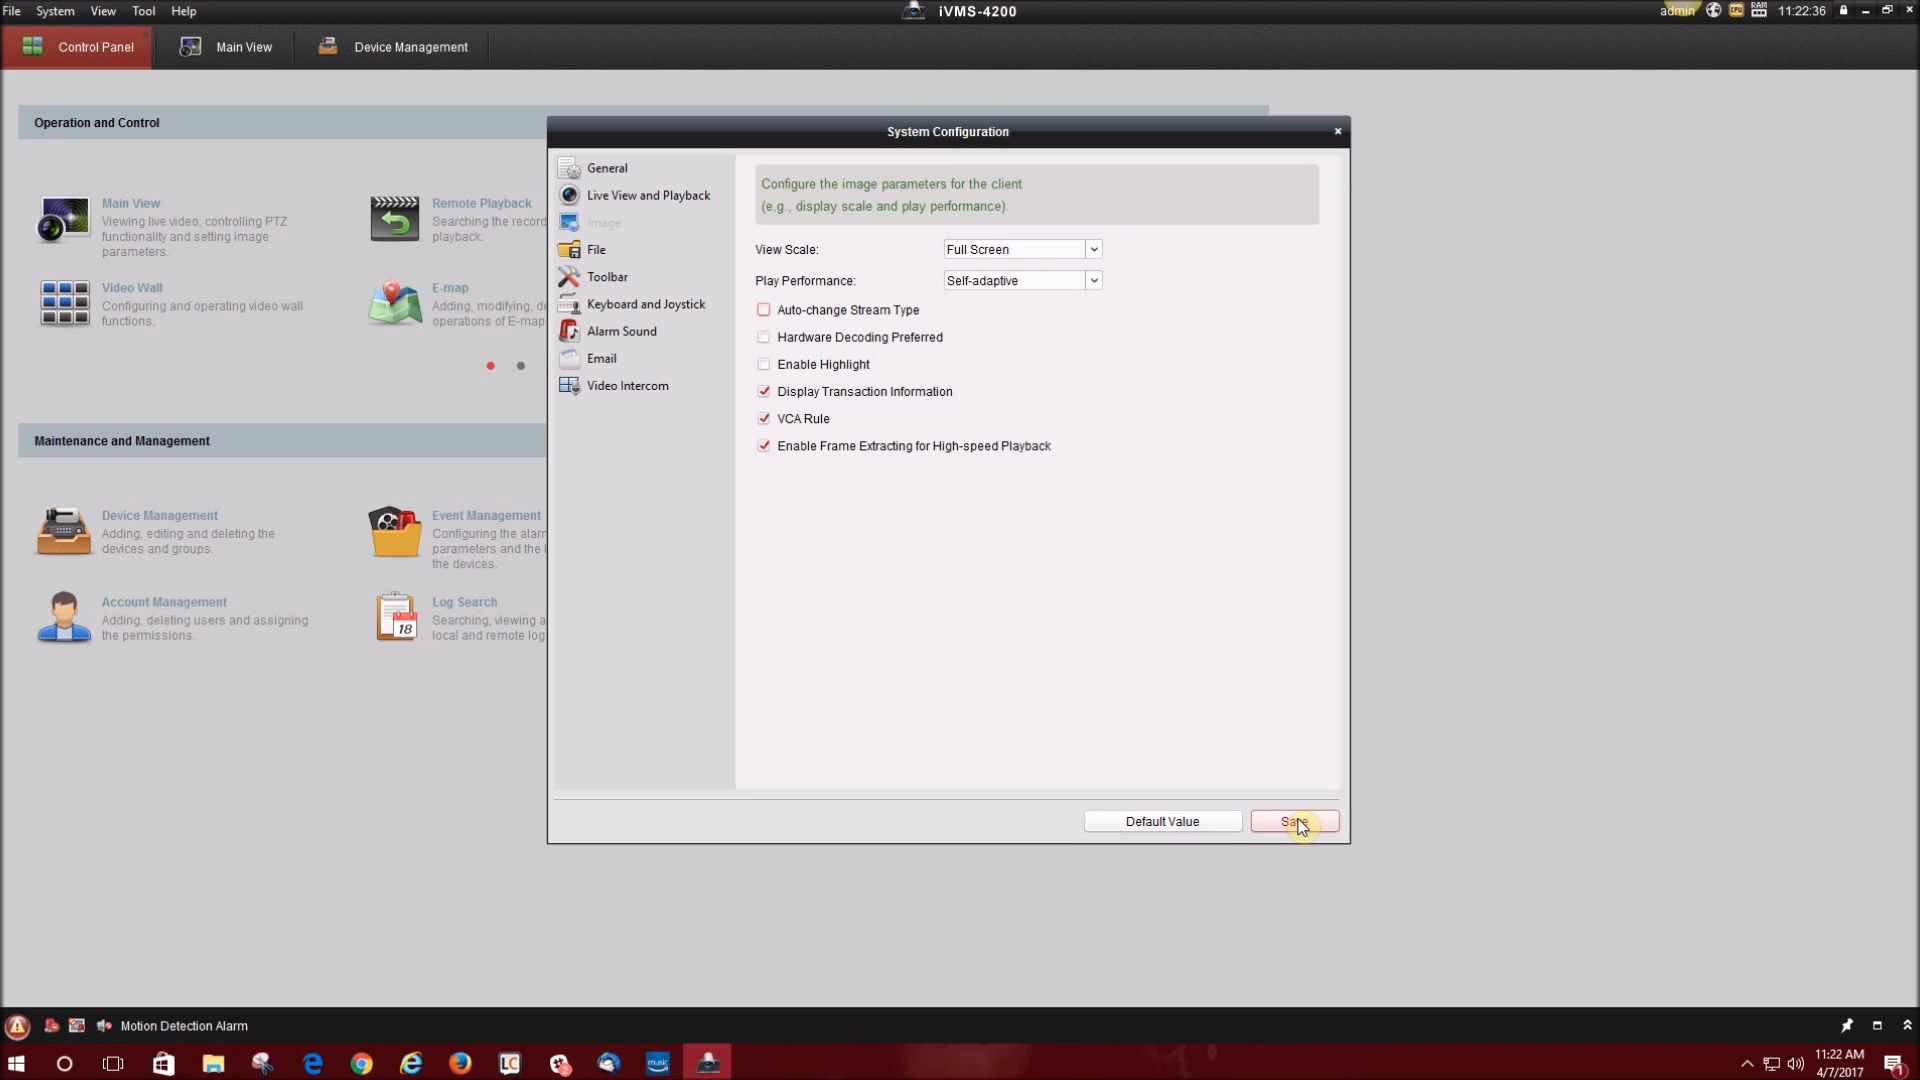 File System View Tool Help
iVMS-4200
admin CPU RAM 11:22:36
Control Panel Main View Device Management
Operation and Control
Main View
Viewing live video, controlling PTZ
functionality and setting image
parameters.
Remote Playback
Searching the record
playback.
Video Wall
Configuring and operating video wall
functions.
E-map
Adding, modifying, de
operations of E-map
Maintenance and Management
Device Management
Adding, editing and deleting the
devices and groups.
Event Management
Configuring the alarm
parameters and the
the devices.
Account Management
Adding, deleting users and assigning
the permissions.
18
Log Search
Searching, viewing a
local and remote log
System Configuration ×
General
Live View and Playback
Image
File
Toolbar
Keyboard and Joystick
Alarm Sound
Email
Video Intercom
Configure the image parameters for the client
(e.g., display scale and play performance).
View Scale: Full Screen
Play Performance: Self-adaptive
Auto-change Stream Type
Hardware Decoding Preferred
Enable Highlight
Display Transaction Information
VCA Rule
Enable Frame Extracting for High-speed Playback
Default Value Save
Motion Detection Alarm
LC 2 music
11:22 AM
4/7/2017
1